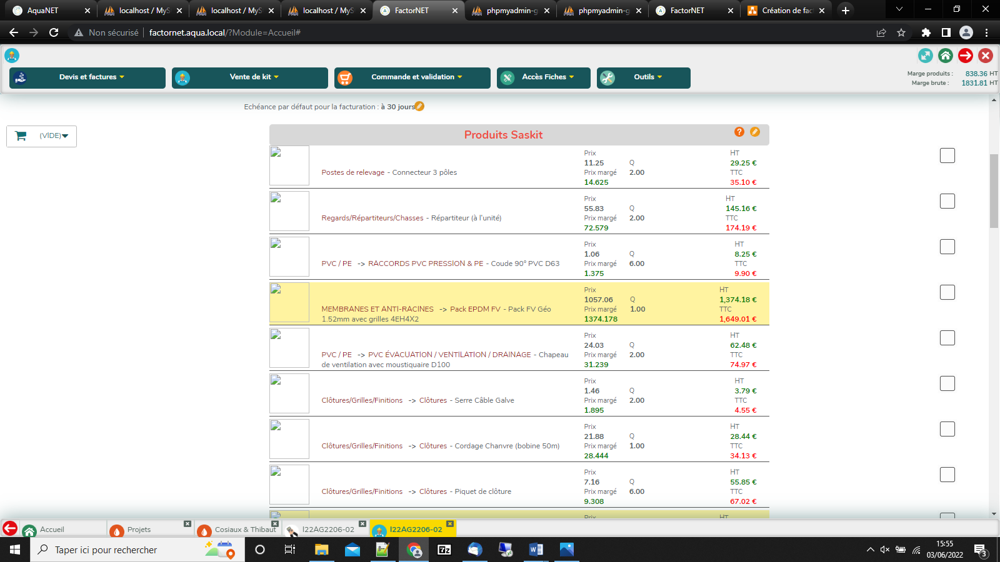 AquaNET
localhost / MyS
localhost / MyS
localhost / MyS
FactorNET
phpmyadmin-g
phpmyadmin-g
FactorNET
Création de fac
Non sécurisé
factornet.aqua.local/?Module=Accueil#
Devis et factures
Vente de kit
Commande et validation
Accès Fiches
Outils
Marge produits : 838.36 HT
Marge brute : 1831.81 HT
Echéance par défaut pour la facturation : à 30 jours
(VIDE)
Produits Saskit
?
Prix HT
11.25 Q 29.25 €
Postes de relevage - Connecteur 3 pôles Prix margé 2.00 TTC
14.625 35.10 €
Prix HT
55.83 Q 145.16 €
Regards/Répartiteurs/Chasses - Répartiteur (à l'unité) Prix margé 2.00 TTC
72.579 174.19 €
Prix HT
1.06 Q 8.25 €
PVC / PE -> RACCORDS PVC PRESSION & PE - Coude 90° PVC D63 Prix margé 6.00 TTC
1.375 9.90 €
Prix HT
1057.06 Q 1,374.18 €
MEMBRANES ET ANTI-RACINES -> Pack EPDM FV - Pack FV Géo Prix margé 1.00 TTC
1.52mm avec grilles 4EH4X2 1374.178 1,649.01 €
Prix HT
24.03 Q 62.48 €
PVC / PE -> PVC ÉVACUATION / VENTILATION / DRAINAGE - Chapeau Prix margé 2.00 TTC
de ventilation avec moustiquaire D100 31.239 74.97 €
Prix HT
1.46 Q 3.79 €
Clôtures/Grilles/Finitions -> Clôtures - Serre Câble Galve Prix margé 2.00 TTC
1.895 4.55 €
Prix HT
21.88 Q 28.44 €
Clôtures/Grilles/Finitions -> Clôtures - Cordage Chanvre (bobine 50m) Prix margé 1.00 TTC
28.444 34.13 €
Prix HT
7.16 Q 55.85 €
Clôtures/Grilles/Finitions -> Clôtures - Piquet de clôture Prix margé 6.00 TTC
9.308 67.02 €
Prix HT
Accueil
Projets
Cosiaux & Thibaut
I22AG2206-02
I22AG2206-02
Taper ici pour rechercher
7z
15:55
03/06/2022
3